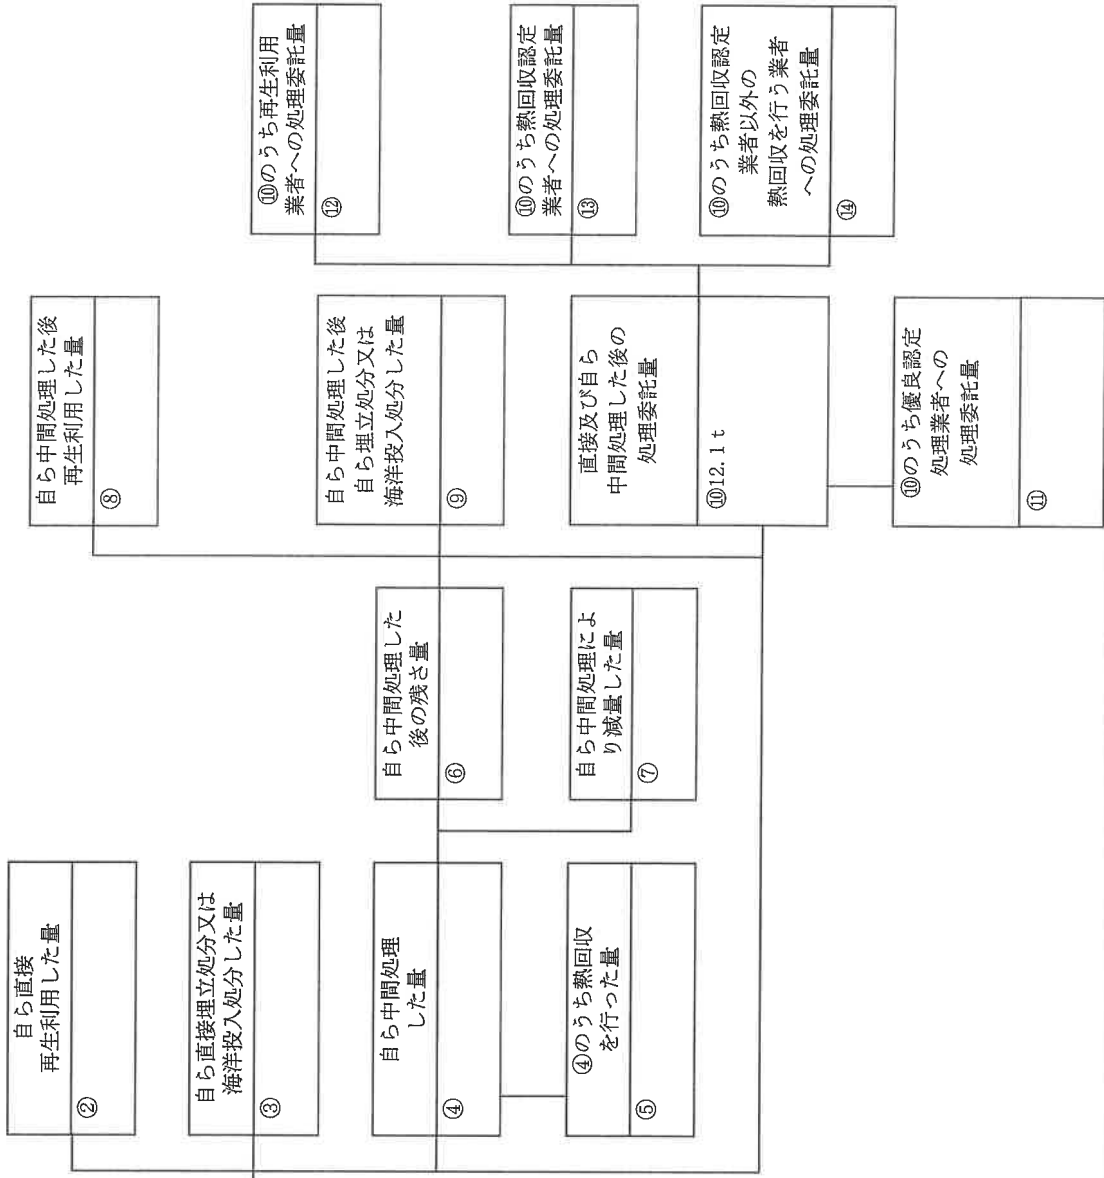 自ら直接
再生利用した量
②
自ら直接埋立処分又は
海洋投入処分した量
③
自ら中間処理
した量
④
④のうち熱回収
を行った量
⑤
自ら中間処理した
後の残さ量
⑥
自ら中間処理によ
り減量した量
⑦
自ら中間処理した後
再生利用した量
⑧
自ら中間処理した後
自ら埋立処分又は
海洋投入処分した量
⑨
直接及び自ら
中間処理した後の
処理委託量
⑩12.1t
⑩のうち優良認定
処理業者への
処理委託量
⑪
⑩のうち再生利用
業者への処理委託量
⑫
⑩のうち熱回収認定
業者への処理委託量
⑬
⑩のうち熱回収認定
業者以外の
熱回収を行う業者
への処理委託量
⑭